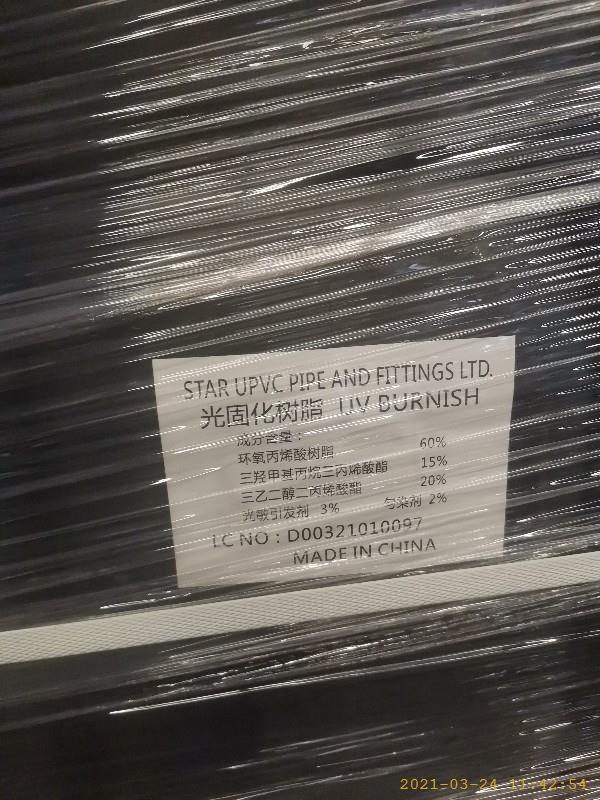 STAR UPVC PIPE AND FITTINGS LTD.
光固化树脂 UV BURNISH
成分含量：
环氧丙烯酸树脂 60%
三羟甲基丙烷三丙烯酸酯 15%
三乙二醇二丙烯酸酯 20%
光敏引发剂 3% 匀染剂 2%
LC NO：D00321010097
MADE IN CHINA
2021-03-24 11:42:54